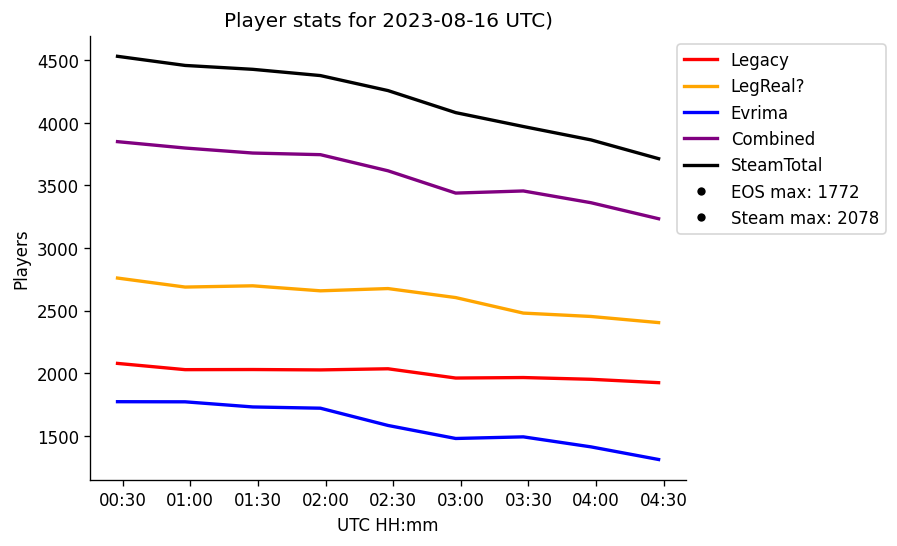 Player stats for 2023-08-16 UTC)
Legacy
LegReal?
Evrima
Combined
SteamTotal
EOS max: 1772
Steam max: 2078
Players
4500
4000
3500
3000
2500
2000
1500
00:30 01:00 01:30 02:00 02:30 03:00 03:30 04:00 04:30
UTC HH:mm